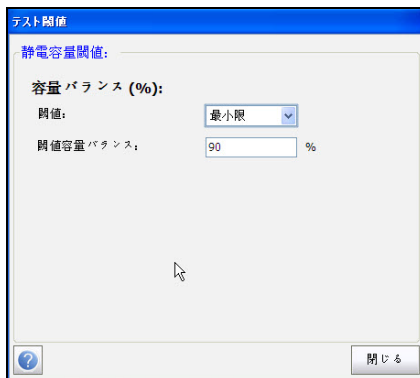 テスト閾値
静電容量閾値:
容量バランス (%):
閾値: 最小限
閾値容量バランス: 90 %
?
閉じる